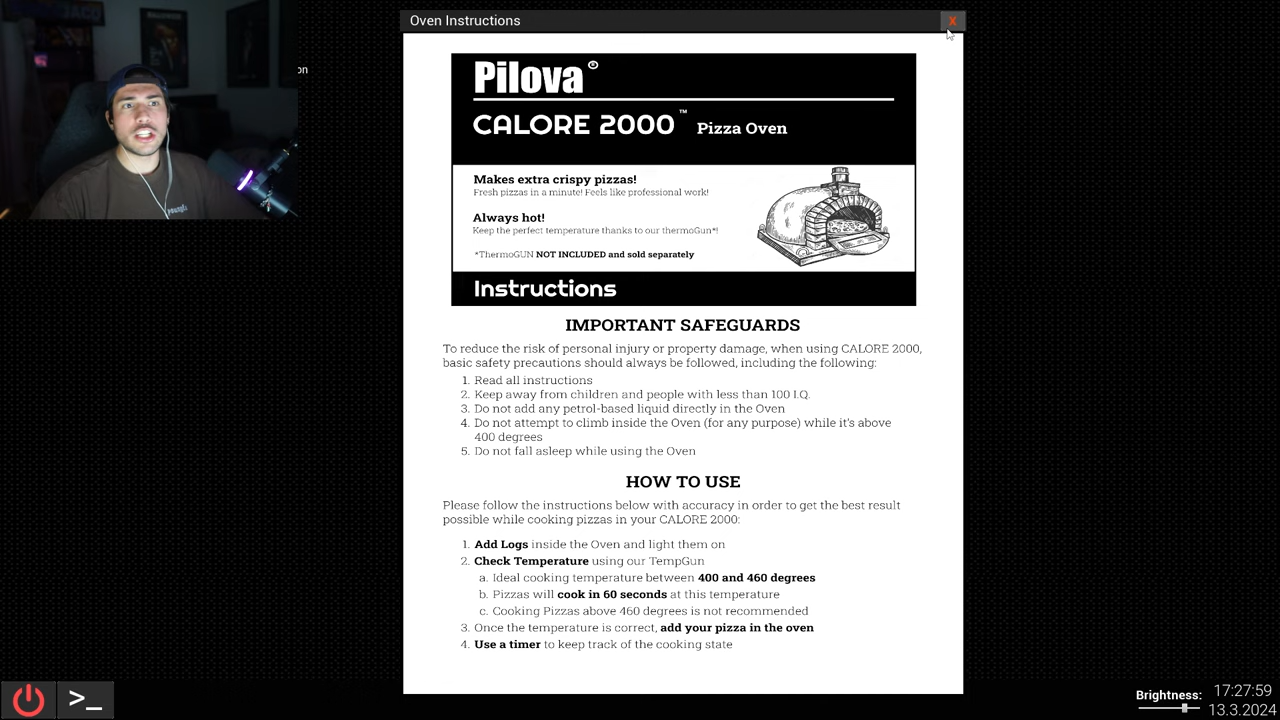 Oven Instructions
X
on
Pilova®
CALORE 2000™ Pizza Oven
Makes extra crispy pizzas!
Fresh pizzas in a minute! Feels like professional work!
Always hot!
Keep the perfect temperature thanks to our thermoGun*!
*ThermoGUN NOT INCLUDED and sold separately
Instructions
IMPORTANT SAFEGUARDS
To reduce the risk of personal injury or property damage, when using CALORE 2000,
basic safety precautions should always be followed, including the following:
1. Read all instructions
2. Keep away from children and people with less than 100 I.Q.
3. Do not add any petrol-based liquid directly in the Oven
4. Do not attempt to climb inside the Oven (for any purpose) while it's above
400 degrees
5. Do not fall asleep while using the Oven
HOW TO USE
Please follow the instructions below with accuracy in order to get the best result
possible while cooking pizzas in your CALORE 2000:
1. Add Logs inside the Oven and light them on
2. Check Temperature using our TempGun
a. Ideal cooking temperature between 400 and 460 degrees
b. Pizzas will cook in 60 seconds at this temperature
c. Cooking Pizzas above 460 degrees is not recommended
3. Once the temperature is correct, add your pizza in the oven
4. Use a timer to keep track of the cooking state
>_
Brightness:
17:27:59
13.3.2024